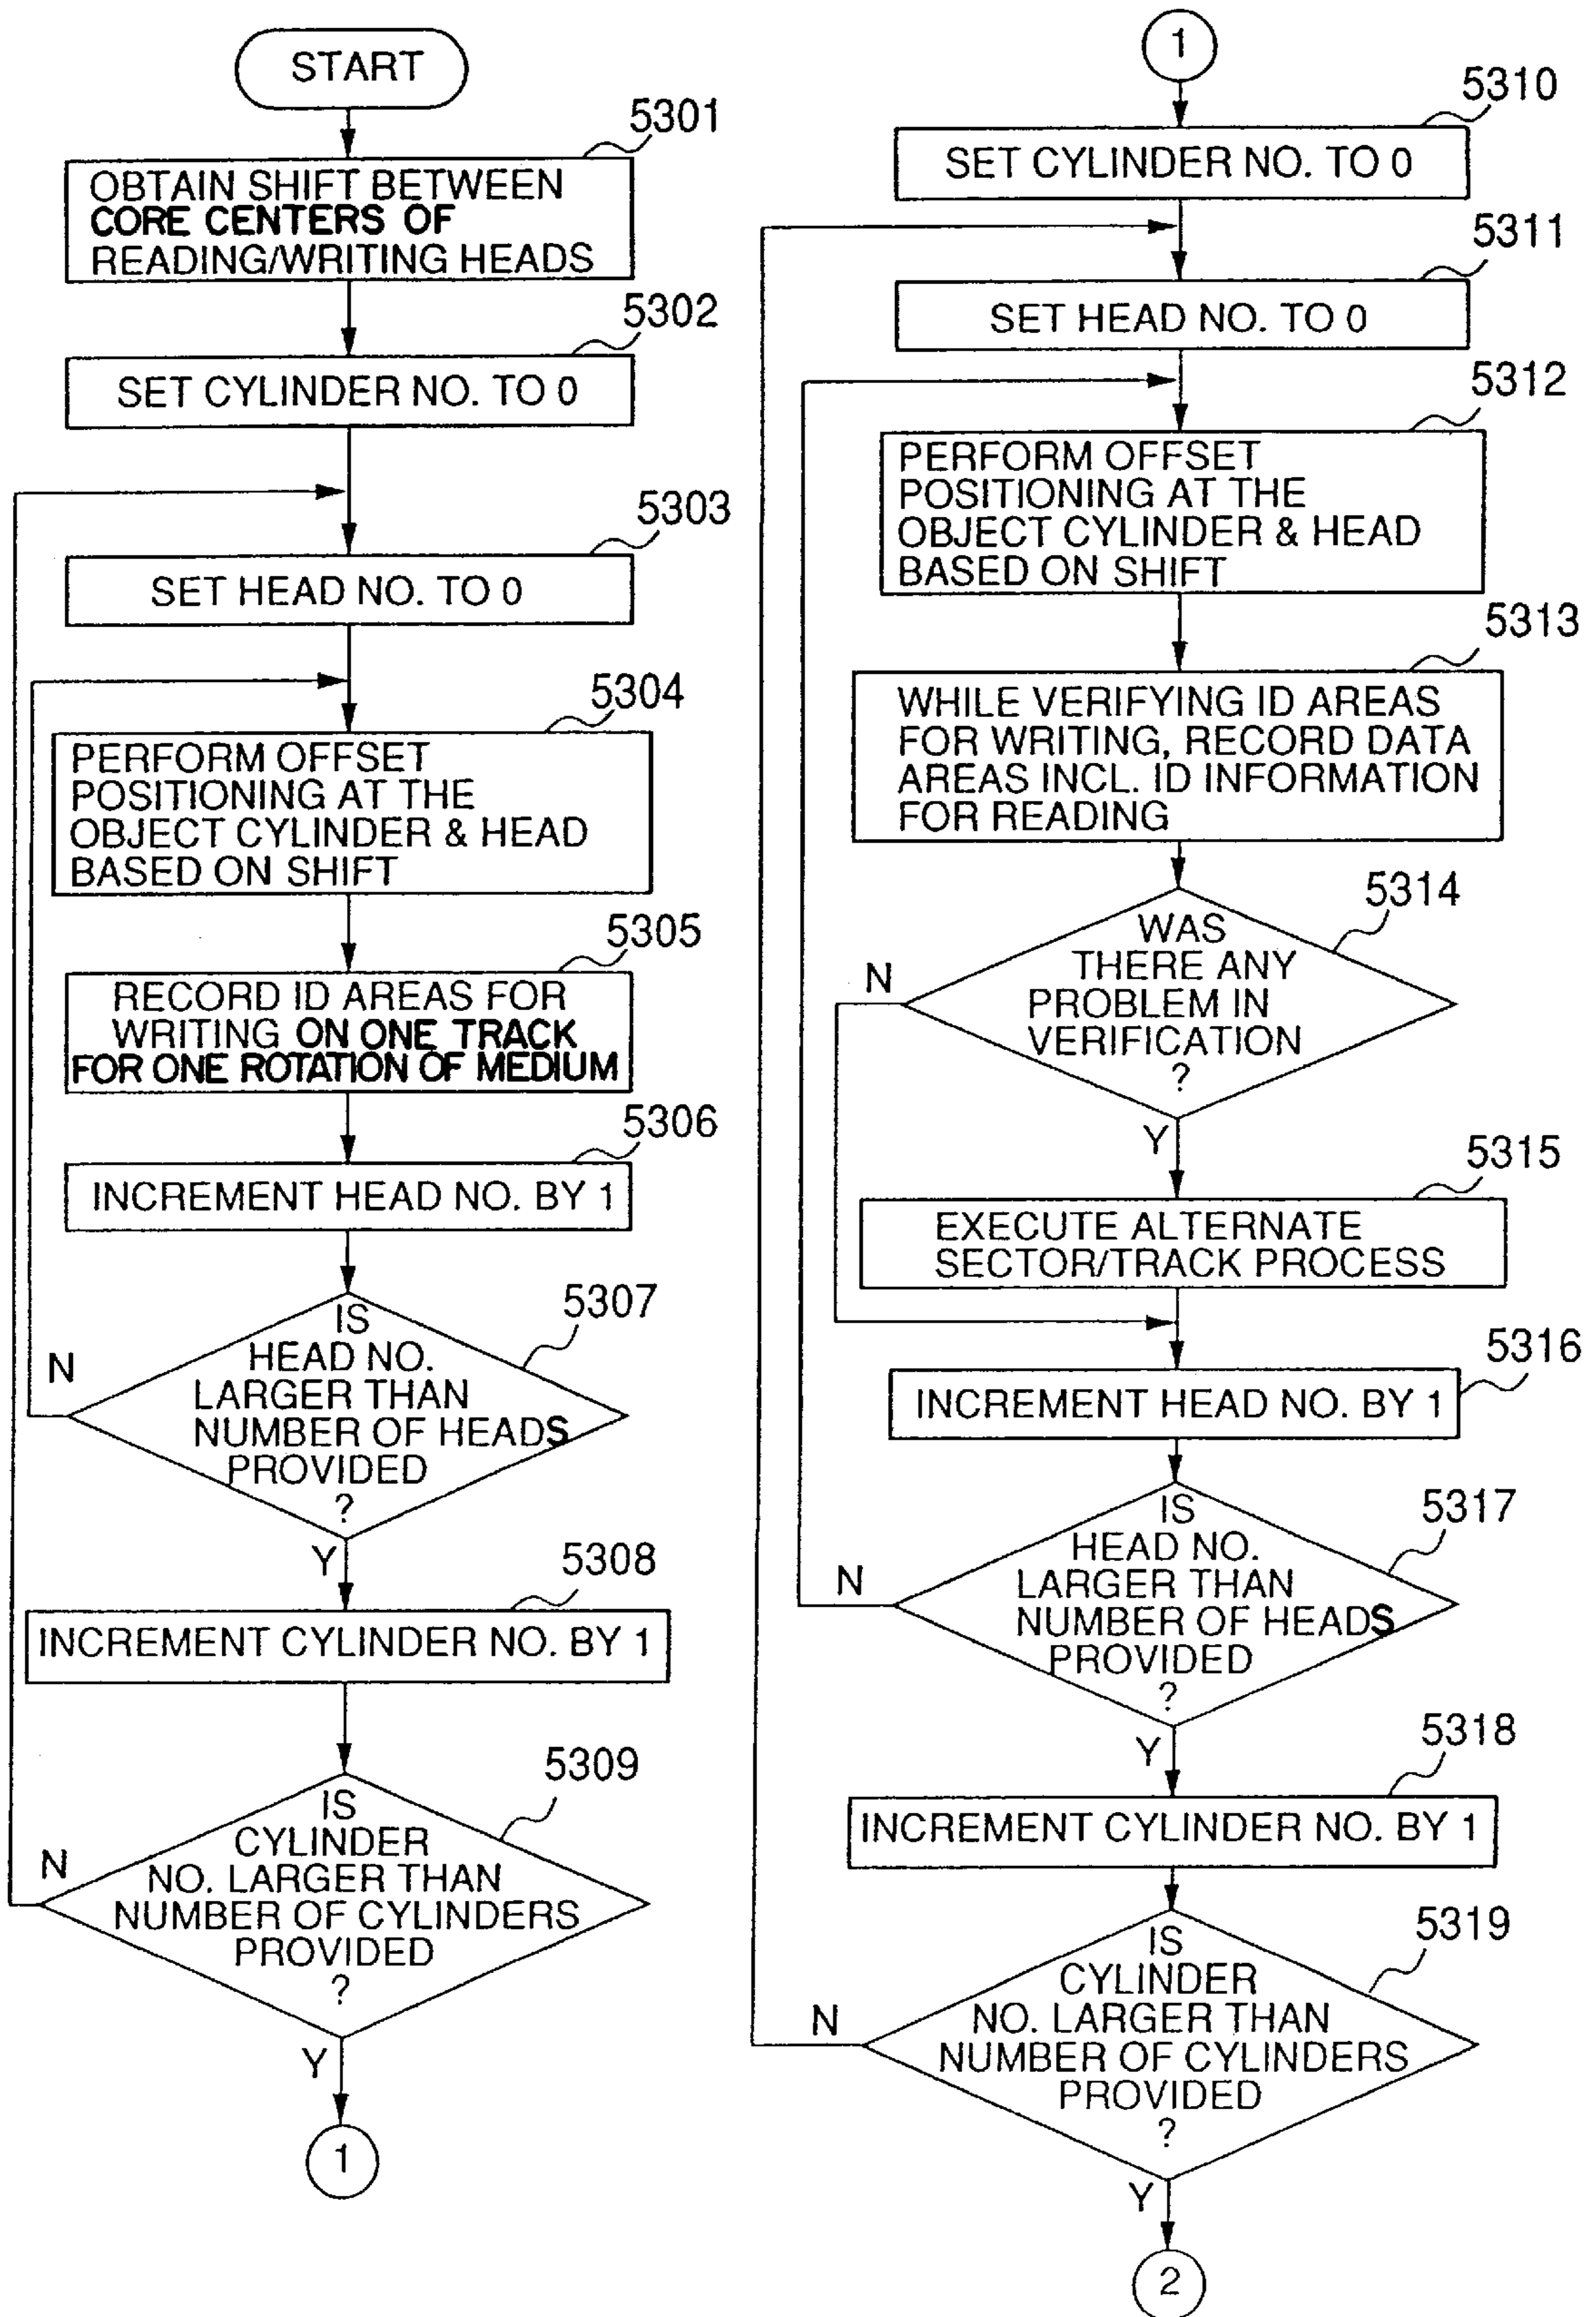 START
5301
OBTAIN SHIFT BETWEEN
CORE CENTERS OF
READING/WRITING HEADS
5302
SET CYLINDER NO. TO 0
5303
SET HEAD NO. TO 0
5304
PERFORM OFFSET
POSITIONING AT THE
OBJECT CYLINDER & HEAD
BASED ON SHIFT
5305
RECORD ID AREAS FOR
WRITING ON ONE TRACK
FOR ONE ROTATION OF MEDIUM
5306
INCREMENT HEAD NO. BY 1
5307
IS
HEAD NO.
LARGER THAN
NUMBER OF HEADS
PROVIDED
?
N
Y
5308
INCREMENT CYLINDER NO. BY 1
5309
IS
CYLINDER
NO. LARGER THAN
NUMBER OF CYLINDERS
PROVIDED
?
N
Y
1
1
5310
SET CYLINDER NO. TO 0
5311
SET HEAD NO. TO 0
5312
PERFORM OFFSET
POSITIONING AT THE
OBJECT CYLINDER & HEAD
BASED ON SHIFT
5313
WHILE VERIFYING ID AREAS
FOR WRITING, RECORD DATA
AREAS INCL. ID INFORMATION
FOR READING
5314
WAS
THERE ANY
PROBLEM IN
VERIFICATION
?
N
Y
5315
EXECUTE ALTERNATE
SECTOR/TRACK PROCESS
5316
INCREMENT HEAD NO. BY 1
5317
IS
HEAD NO.
LARGER THAN
NUMBER OF HEADS
PROVIDED
?
N
Y
5318
INCREMENT CYLINDER NO. BY 1
5319
IS
CYLINDER
NO. LARGER THAN
NUMBER OF CYLINDERS
PROVIDED
?
N
Y
2